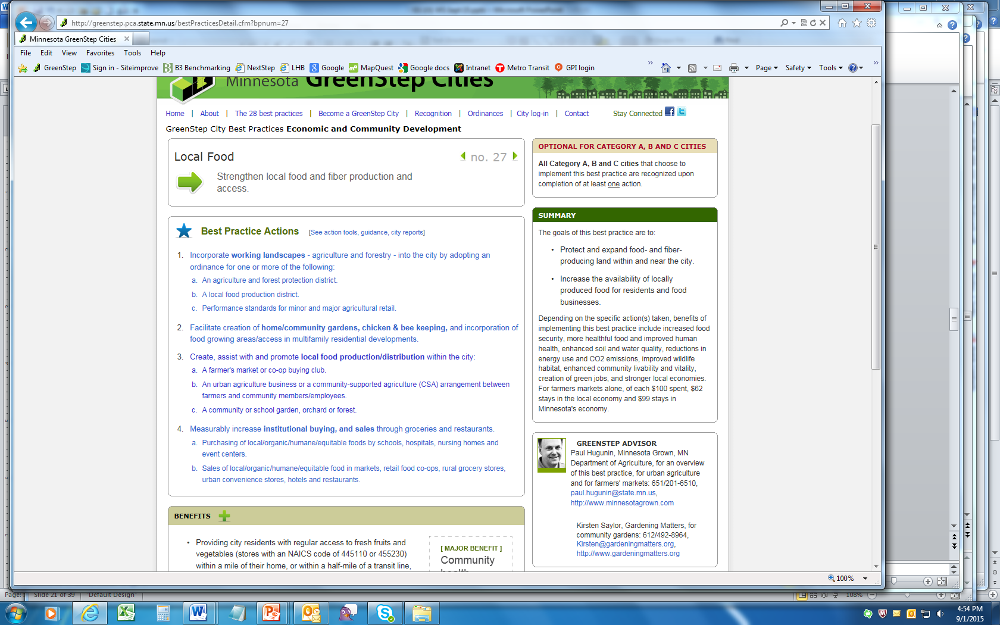 http://greenstep.pca.state.mn.us/bestPracticesDetail.cfm?bpnum=27
Minnesota GreenStep Cities
File Edit View Favorites Tools Help
GreenStep Sign in - Siteimprove B3 Benchmarking NextStep LHB Google MapQuest Google docs Intranet Metro Transit GPI login
Page Safety Tools
Minnesota GreenStep Cities
Home | About | The 28 best practices | Become a GreenStep City | Recognition | Ordinances | City log-in | Contact Stay Connected
GreenStep City Best Practices Economic and Community Development
Local Food no. 27
Strengthen local food and fiber production and
access.
Best Practice Actions [See action tools, guidance, city reports]
1. Incorporate working landscapes - agriculture and forestry - into the city by adopting an
ordinance for one or more of the following:
a. An agriculture and forest protection district.
b. A local food production district.
c. Performance standards for minor and major agricultural retail.
2. Facilitate creation of home/community gardens, chicken & bee keeping, and incorporation of
food growing areas/access in multifamily residential developments.
3. Create, assist with and promote local food production/distribution within the city:
a. A farmer's market or co-op buying club.
b. An urban agriculture business or a community-supported agriculture (CSA) arrangement between
farmers and community members/employees.
c. A community or school garden, orchard or forest.
4. Measurably increase institutional buying, and sales through groceries and restaurants.
a. Purchasing of local/organic/humane/equitable foods by schools, hospitals, nursing homes and
event centers.
b. Sales of local/organic/humane/equitable food in markets, retail food co-ops, rural grocery stores,
urban convenience stores, hotels and restaurants.
BENEFITS
• Providing city residents with regular access to fresh fruits and
vegetables (stores with an NAICS code of 445110 or 455230)
within a mile of their home, or within a half-mile of a transit line,
[ MAJOR BENEFIT ]
Community
health
OPTIONAL FOR CATEGORY A, B AND C CITIES
All Category A, B and C cities that choose to
implement this best practice are recognized upon
completion of at least one action.
SUMMARY
The goals of this best practice are to:
• Protect and expand food- and fiber-
producing land within and near the city.
• Increase the availability of locally
produced food for residents and food
businesses.
Depending on the specific action(s) taken, benefits of
implementing this best practice include increased food
security, more healthful food and improved human
health, enhanced soil and water quality, reductions in
energy use and CO2 emissions, improved wildlife
habitat, enhanced community livability and vitality,
creation of green jobs, and stronger local economies.
For farmers markets alone, of each $100 spent, $62
stays in the local economy and $99 stays in
Minnesota's economy.
GREENSTEP ADVISOR
Paul Hugunin, Minnesota Grown, MN
Department of Agriculture, for an overview
of this best practice, for urban agriculture
and for farmers' markets: 651/201-6510,
paul.hugunin@state.mn.us,
http://www.minnesotagrown.com
Kirsten Saylor, Gardening Matters, for
community gardens: 612/492-8964,
Kirsten@gardeningmatters.org,
http://www.gardeningmatters.org
100%
Page: Slide 21 of 39 "Default Design" 108%
4:54 PM
9/1/2015